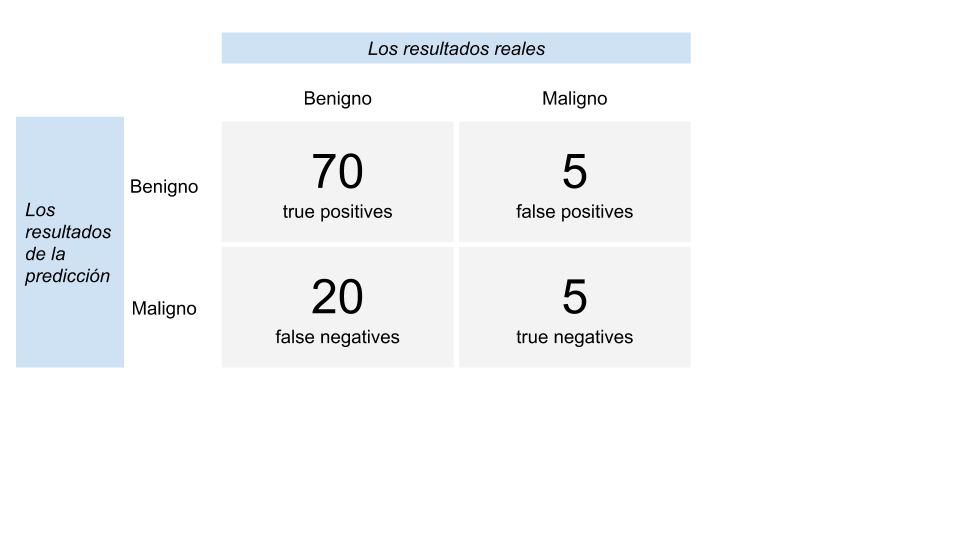 Los resultados reales
Benigno Maligno
Los
resultados
de la
predicción
Benigno
70 5
true positives false positives
Maligno
20 5
false negatives true negatives